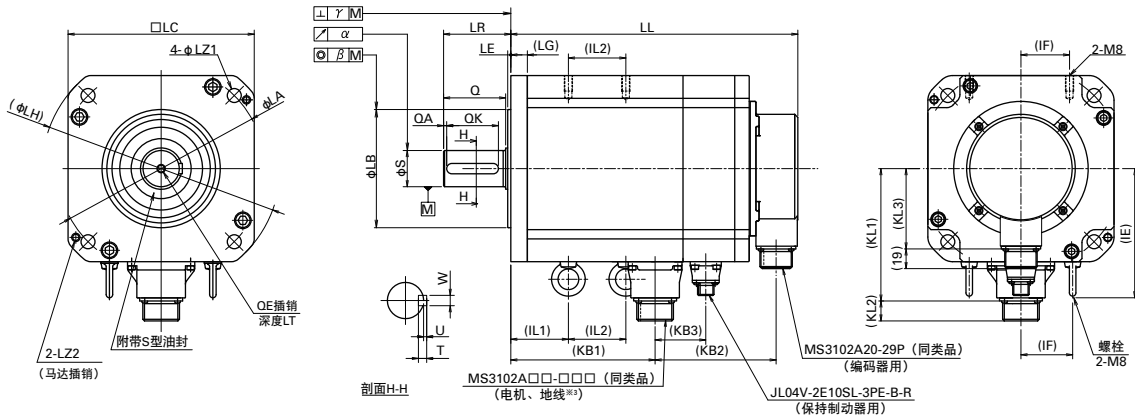 □LC
4-φLZ1
(φLH)
φLA
QE插销
深度LT
附带S型油封
2-LZ2
(马达插销)
⊥ γ M
↗ α
◎ β M
LR
LL
LE
(LG)
(IL2)
Q
QA
QK
H
H
φLB
φS
M
W
U
T
剖面H-H
(IL1)
(IL2)
(KB3)
(KB1)
(KB2)
MS3102A□□-□□□（同类品）
（电机、地线※3）
MS3102A20-29P（同类品）
（编码器用）
JL04V-2E10SL-3PE-B-R
（保持制动器用）
(IF)
2-M8
(KL1)
(KL3)
(19)
(KL2)
(IE)
(IF)
螺栓
2-M8